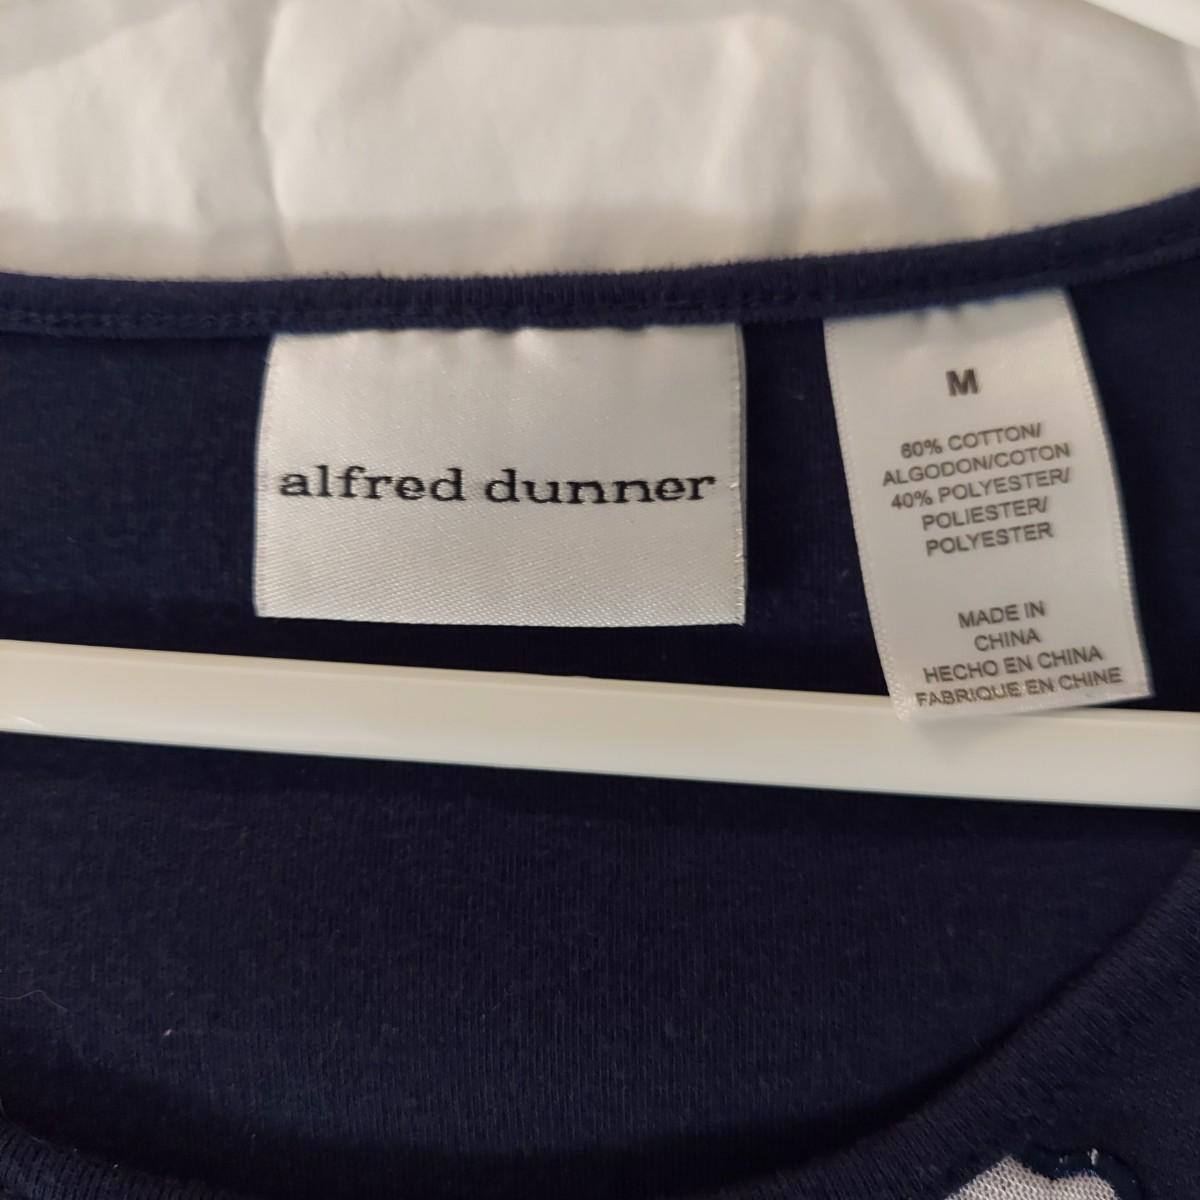 alfred dunner
M
60% COTTON/
ALGODON/COTON
40% POLYESTER/
POLIESTER/
POLYESTER
MADE IN
CHINA
HECHO EN CHINA
FABRIQUE EN CHINE